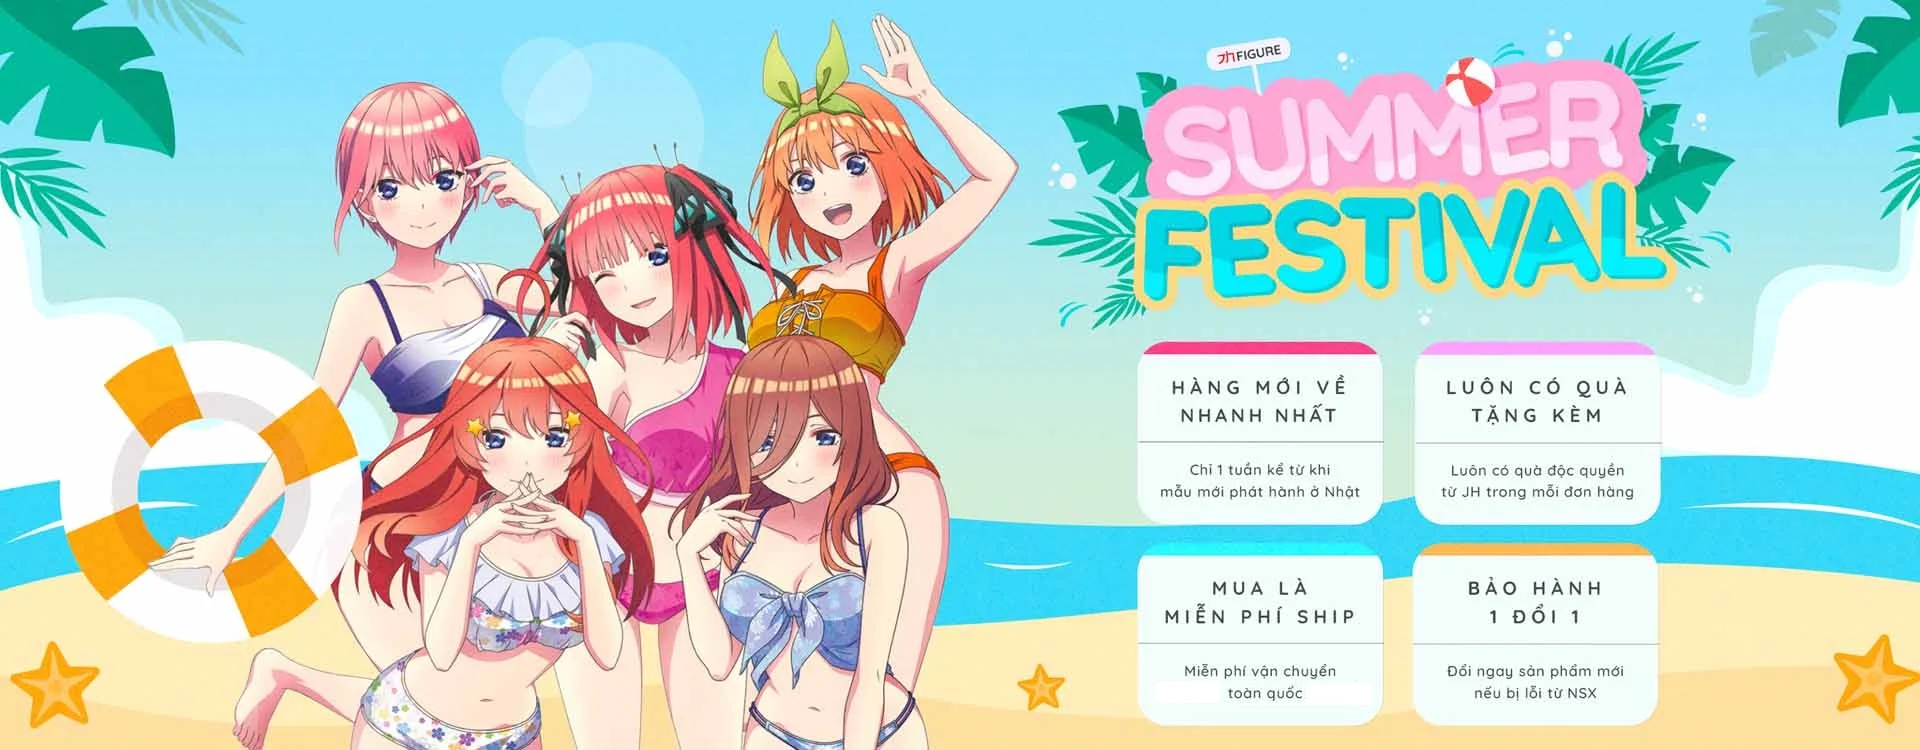 JH FIGURE
SUMMER
FESTIVAL
HÀNG MỚI VỀ
NHANH NHẤT
Chỉ 1 tuần kể từ khi
mẫu mới phát hành ở Nhật
LUÔN CÓ QUÀ
TẶNG KÈM
Luôn có quà độc quyền
từ JH trong mỗi đơn hàng
MUA LÀ
MIỄN PHÍ SHIP
Miễn phí vận chuyển
toàn quốc
BẢO HÀNH
1 ĐỔI 1
Đổi ngay sản phẩm mới
nếu bị lỗi từ NSX